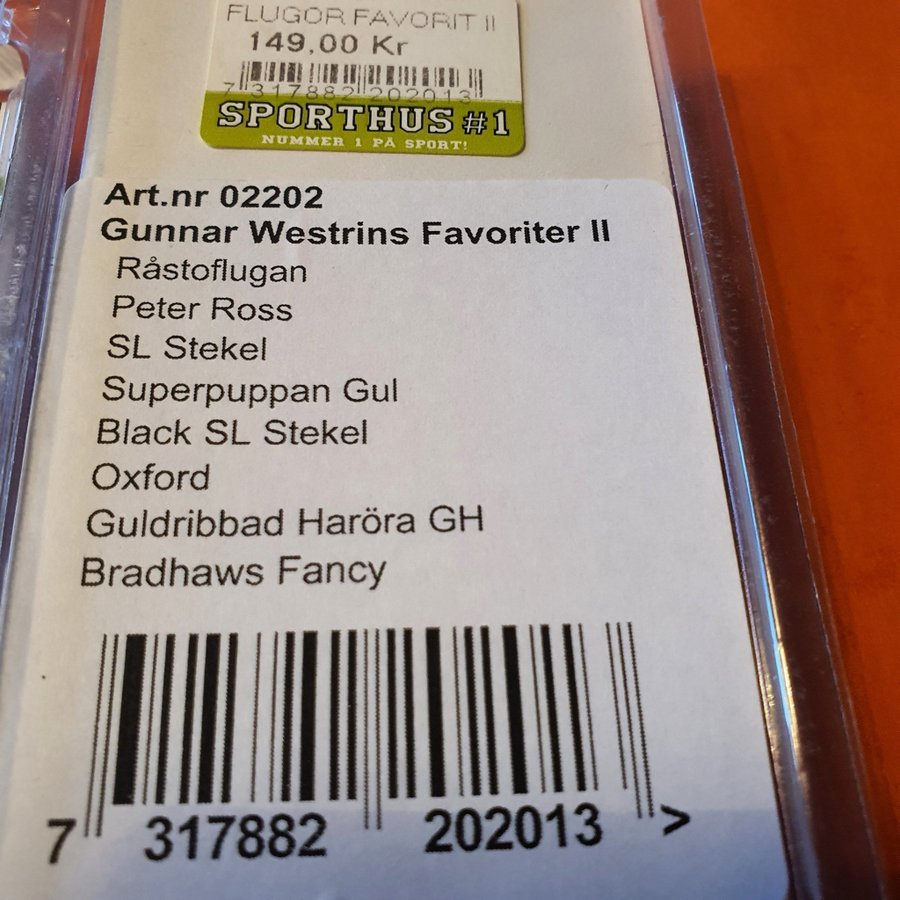 FLUGOR FAVORIT II
149,00 Kr
7 317882 202013
SPORTHUS #1
NUMMER 1 PÅ SPORT!
Art.nr 02202
Gunnar Westrins Favoriter II
Råstoflugan
Peter Ross
SL Stekel
Superpuppan Gul
Black SL Stekel
Oxford
Guldribbad Haröra GH
Bradhaws Fancy
7 317882 202013 >